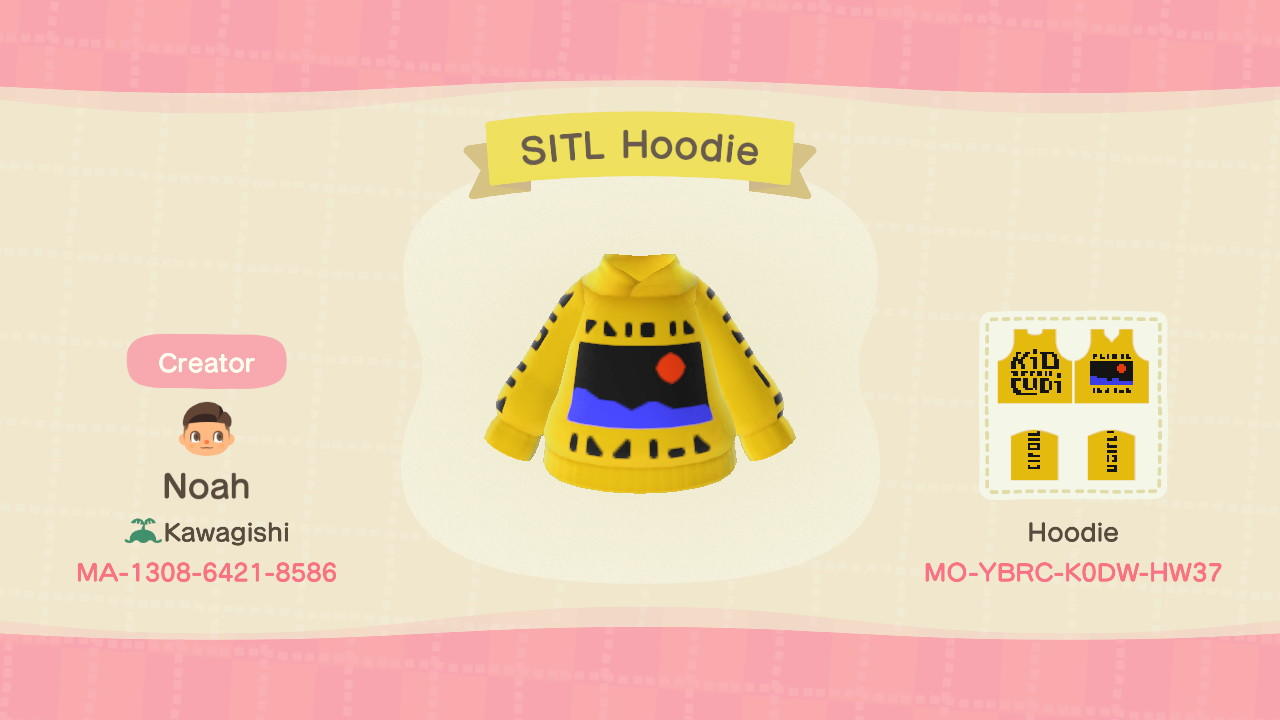 SITL Hoodie
Creator
Noah
Kawagishi
MA-1308-6421-8586
KiD
CUDi
Hoodie
MO-YBRC-K0DW-HW37